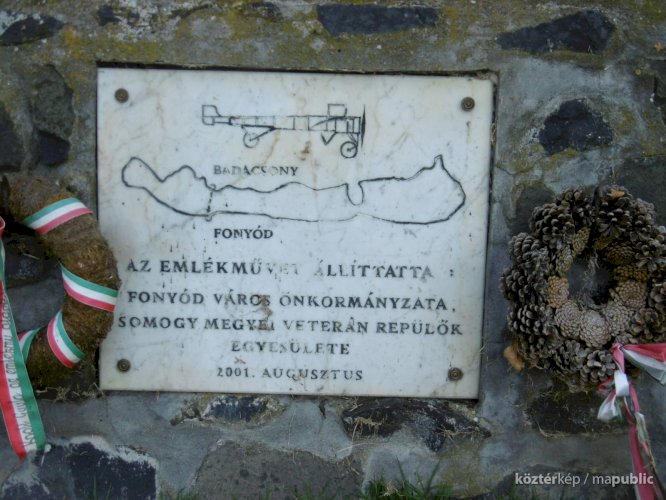 BADACSONY
FONYÓD
AZ EMLÉKMŰVET ÁLLÍTTATTA :
FONYÓD VÁROS ÖNKORMÁNYZATA,
SOMOGY MEGYEI VETERÁN REPÜLŐK
EGYESÜLETE
2001. AUGUSZTUS
köztérkép / mapublic